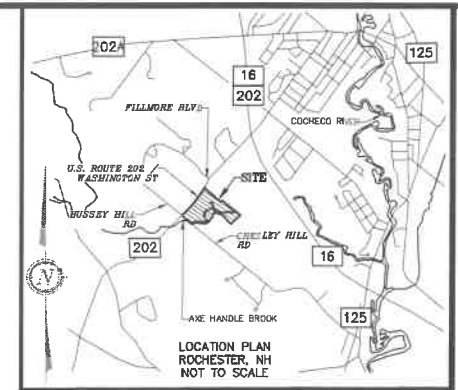 202A
125
16
202
FILLMORE BLVD
COCHECO RIVER
U.S. ROUTE 202
WASHINGTON ST
SITE
HUSSEY HILL
RD
CHESLEY HILL
RD
202
16
N
AXE HANDLE BROOK
125
LOCATION PLAN
ROCHESTER, NH
NOT TO SCALE